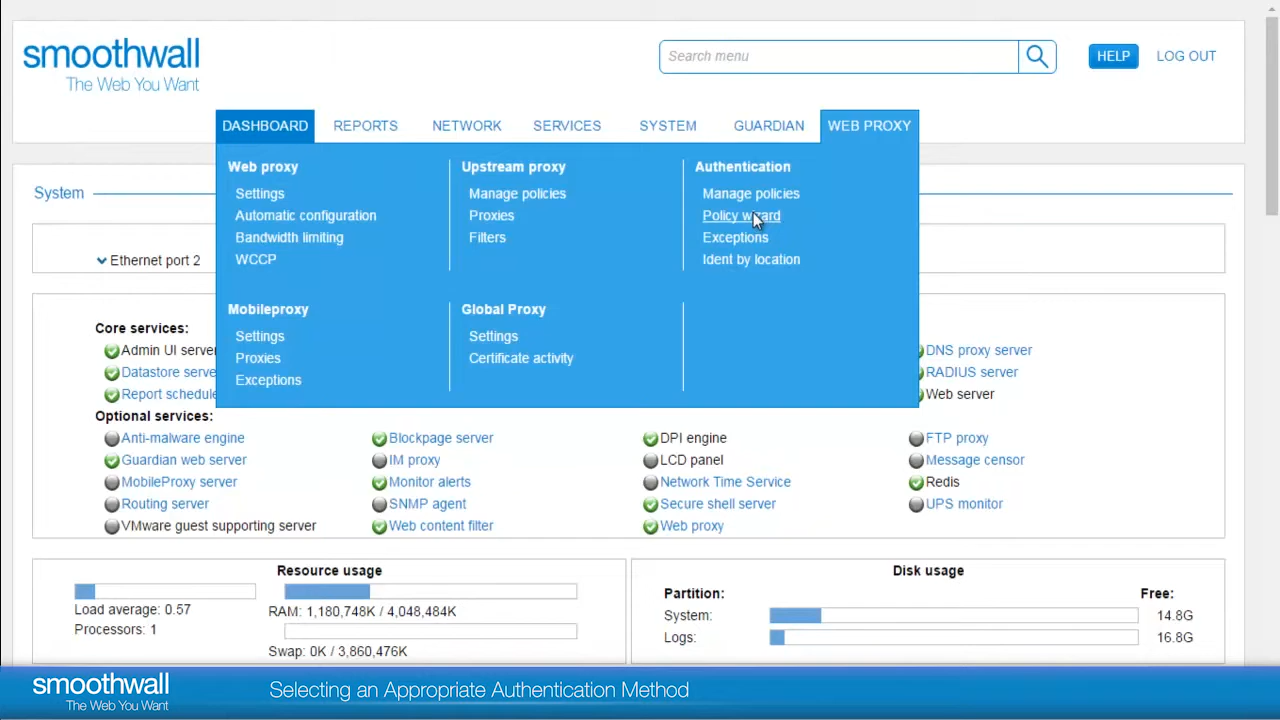 smoothwall
The Web You Want
Search menu
HELP
LOG OUT
DASHBOARD REPORTS NETWORK SERVICES SYSTEM GUARDIAN WEB PROXY
Web proxy
Settings
Automatic configuration
Bandwidth limiting
WCCP
Upstream proxy
Manage policies
Proxies
Filters
Authentication
Manage policies
Policy wizard
Exceptions
Ident by location
Mobileproxy
Settings
Proxies
Exceptions
Global Proxy
Settings
Certificate activity
System
Ethernet port 2
Core services:
Admin UI server
Datastore serve
Report schedule
DNS proxy server
RADIUS server
Web server
Optional services:
Anti-malware engine Blockpage server DPI engine FTP proxy
Guardian web server IM proxy LCD panel Message censor
MobileProxy server Monitor alerts Network Time Service Redis
Routing server SNMP agent Secure shell server UPS monitor
VMware guest supporting server Web content filter Web proxy
Resource usage
Load average: 0.57
Processors: 1
RAM: 1,180,748K / 4,048,484K
Swap: 0K / 3,860,476K
Disk usage
Partition: Free:
System: 14.8G
Logs: 16.8G
smoothwall
The Web You Want
Selecting an Appropriate Authentication Method